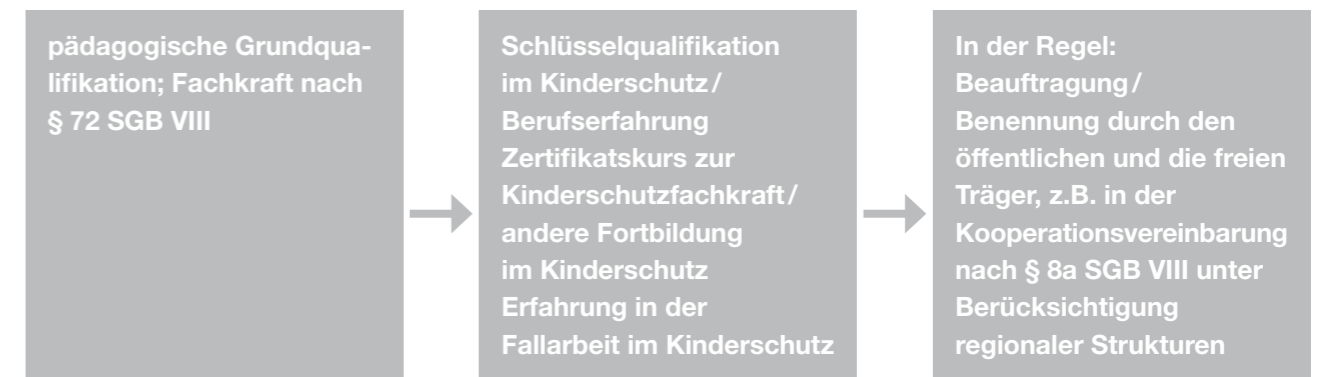 pädagogische Grundqua-
lifikation; Fachkraft nach
§ 72 SGB VIII
Schlüsselqualifikation
im Kinderschutz/
Berufserfahrung
Zertifikatskurs zur
Kinderschutzfachkraft/
andere Fortbildung
im Kinderschutz
Erfahrung in der
Fallarbeit im Kinderschutz
In der Regel:
Beauftragung/
Benennung durch den
öffentlichen und die freien
Träger, z.B. in der
Kooperationsvereinbarung
nach § 8a SGB VIII unter
Berücksichtigung
regionaler Strukturen